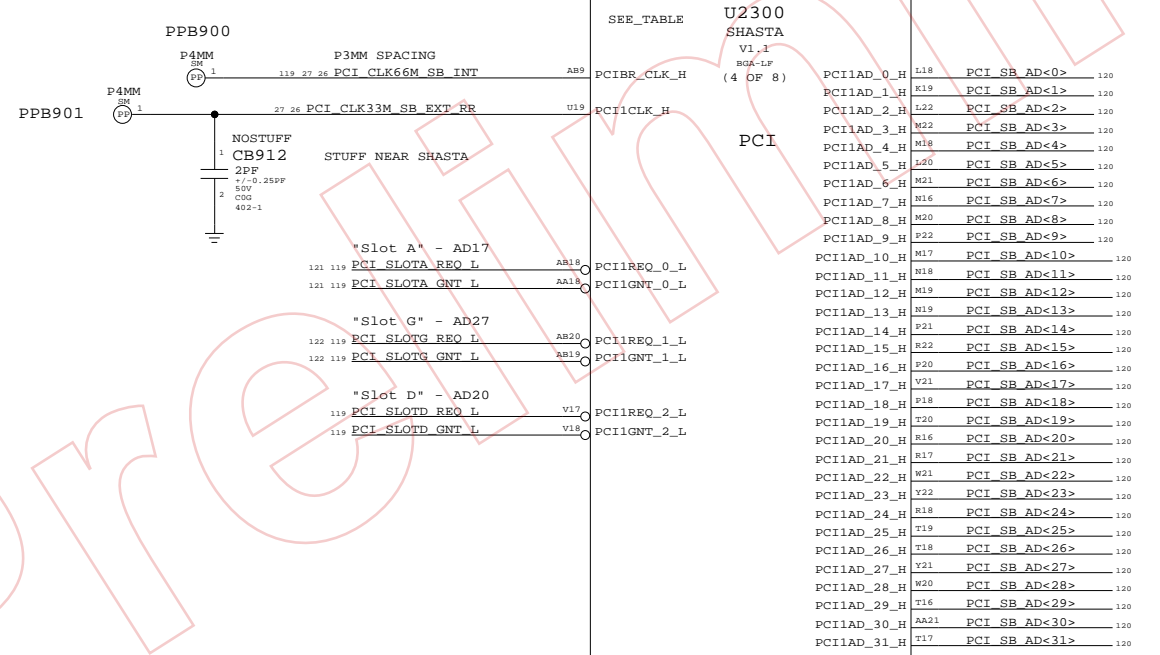 U2300
SEE_TABLE
SHASTA
V1.1
BGA-LF
(4 OF 8)
PCI
PPB900
P4MM
SM
PP 1
P3MM SPACING
119 27 26 PCI_CLK66M_SB_INT AB9 PCIBR_CLK_H
PPB901
P4MM
SM
PP 1
27 26 PCI_CLK33M_SB_EXT_RR U19 PCI1CLK_H
NOSTUFF
1 CB912 STUFF NEAR SHASTA
2PF
+/-0.25PF
50V
2 C0G
402-1
"Slot A" - AD17
121 119 PCI_SLOTA_REQ_L AB18 PCI1REQ_0_L
121 119 PCI_SLOTA_GNT_L AA18 PCI1GNT_0_L
"Slot G" - AD27
122 119 PCI_SLOTG_REQ_L AB20 PCI1REQ_1_L
122 119 PCI_SLOTG_GNT_L AB19 PCI1GNT_1_L
"Slot D" - AD20
119 PCI_SLOTD_REQ_L V17 PCI1REQ_2_L
119 PCI_SLOTD_GNT_L V18 PCI1GNT_2_L
PCI1AD_0_H L18 PCI_SB_AD<0> 120
PCI1AD_1_H K19 PCI_SB_AD<1> 120
PCI1AD_2_H L22 PCI_SB_AD<2> 120
PCI1AD_3_H M22 PCI_SB_AD<3> 120
PCI1AD_4_H M18 PCI_SB_AD<4> 120
PCI1AD_5_H L20 PCI_SB_AD<5> 120
PCI1AD_6_H M21 PCI_SB_AD<6> 120
PCI1AD_7_H N16 PCI_SB_AD<7> 120
PCI1AD_8_H M20 PCI_SB_AD<8> 120
PCI1AD_9_H P22 PCI_SB_AD<9> 120
PCI1AD_10_H M17 PCI_SB_AD<10> 120
PCI1AD_11_H N18 PCI_SB_AD<11> 120
PCI1AD_12_H M19 PCI_SB_AD<12> 120
PCI1AD_13_H N19 PCI_SB_AD<13> 120
PCI1AD_14_H P21 PCI_SB_AD<14> 120
PCI1AD_15_H R22 PCI_SB_AD<15> 120
PCI1AD_16_H P20 PCI_SB_AD<16> 120
PCI1AD_17_H V21 PCI_SB_AD<17> 120
PCI1AD_18_H P18 PCI_SB_AD<18> 120
PCI1AD_19_H T20 PCI_SB_AD<19> 120
PCI1AD_20_H R16 PCI_SB_AD<20> 120
PCI1AD_21_H R17 PCI_SB_AD<21> 120
PCI1AD_22_H W21 PCI_SB_AD<22> 120
PCI1AD_23_H Y22 PCI_SB_AD<23> 120
PCI1AD_24_H R18 PCI_SB_AD<24> 120
PCI1AD_25_H T19 PCI_SB_AD<25> 120
PCI1AD_26_H T18 PCI_SB_AD<26> 120
PCI1AD_27_H Y21 PCI_SB_AD<27> 120
PCI1AD_28_H W20 PCI_SB_AD<28> 120
PCI1AD_29_H T16 PCI_SB_AD<29> 120
PCI1AD_30_H AA21 PCI_SB_AD<30> 120
PCI1AD_31_H T17 PCI_SB_AD<31> 120